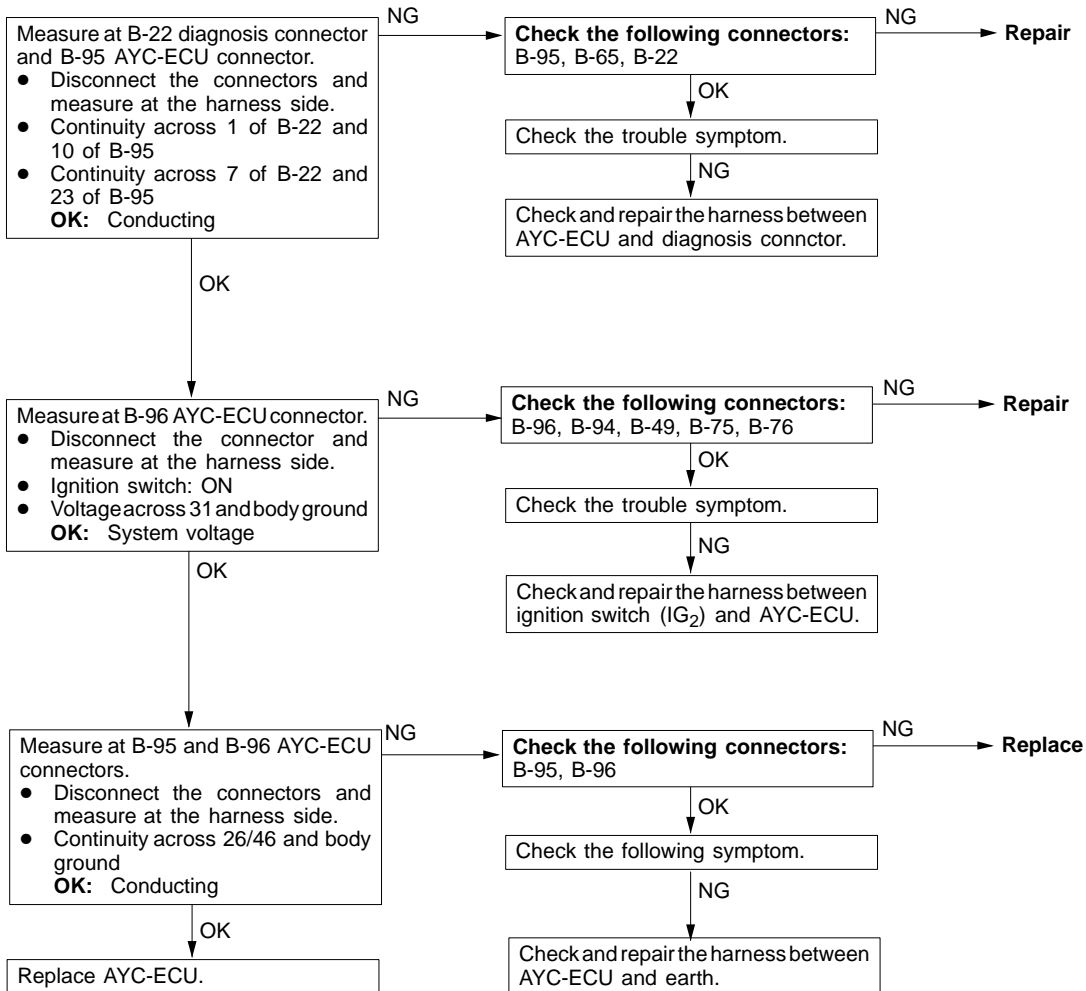 Measure at B-22 diagnosis connector
and B-95 AYC-ECU connector.
● Disconnect the connectors and
measure at the harness side.
● Continuity across 1 of B-22 and
10 of B-95
● Continuity across 7 of B-22 and
23 of B-95
OK: Conducting
NG
Check the following connectors:
B-95, B-65, B-22
NG
Repair
OK
Check the trouble symptom.
NG
Check and repair the harness between
AYC-ECU and diagnosis connctor.
OK
Measure at B-96 AYC-ECU connector.
● Disconnect the connector and
measure at the harness side.
● Ignition switch: ON
● Voltage across 31 and body ground
OK: System voltage
NG
Check the following connectors:
B-96, B-94, B-49, B-75, B-76
NG
Repair
OK
Check the trouble symptom.
NG
Check and repair the harness between
ignition switch (IG2) and AYC-ECU.
OK
Measure at B-95 and B-96 AYC-ECU
connectors.
● Disconnect the connectors and
measure at the harness side.
● Continuity across 26/46 and body
ground
OK: Conducting
NG
Check the following connectors:
B-95, B-96
NG
Replace
OK
Check the following symptom.
NG
Check and repair the harness between
AYC-ECU and earth.
OK
Replace AYC-ECU.